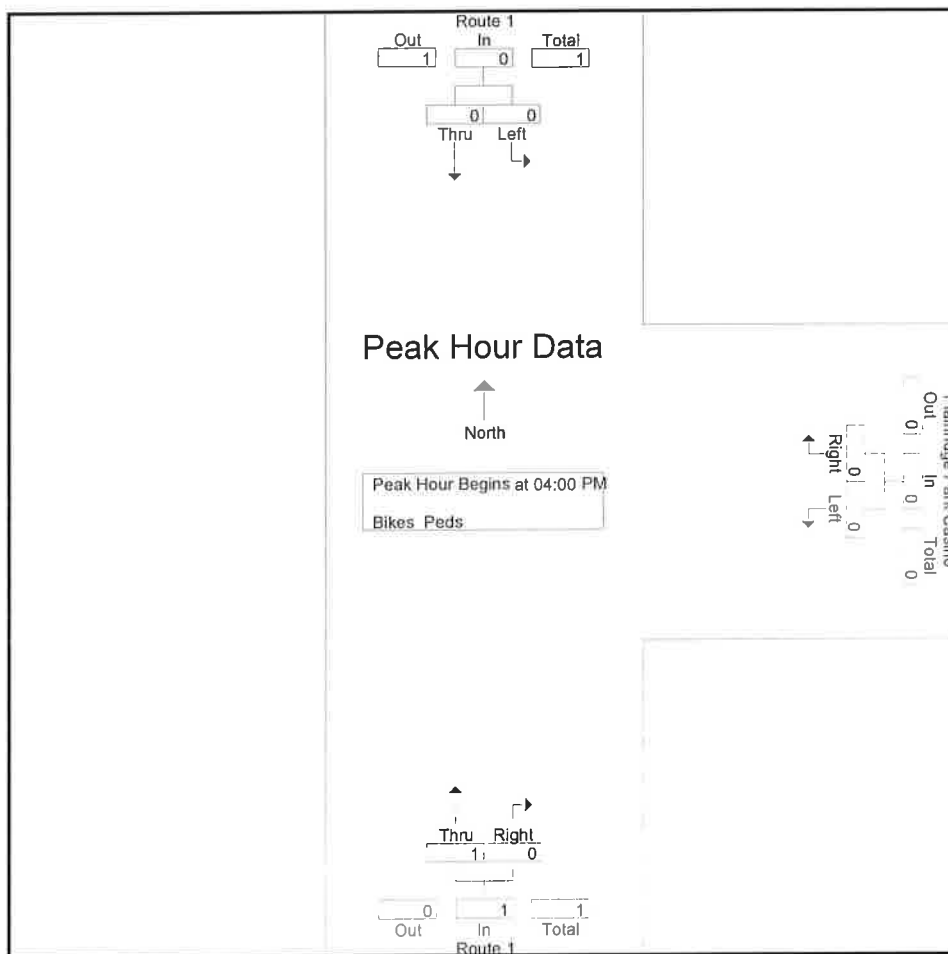 Route 1
Out In Total
1 0 1
0 0
Thru Left
Peak Hour Data
North
Peak Hour Begins at 04:00 PM
Bikes Peds
Out In Total
0 0 0
0 0
Right Left
Thru Right
1 0
0 1 1
Out In Total
Route 1